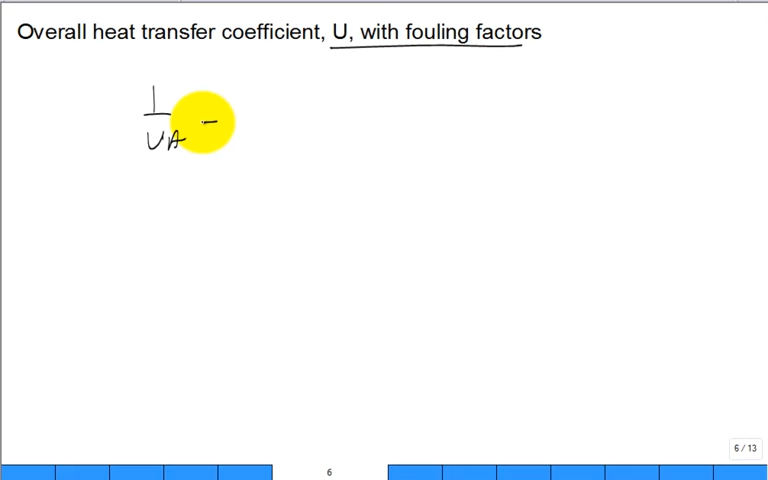 Overall heat transfer coefficient, U, with fouling factors
1
UA
=
6 / 13
6